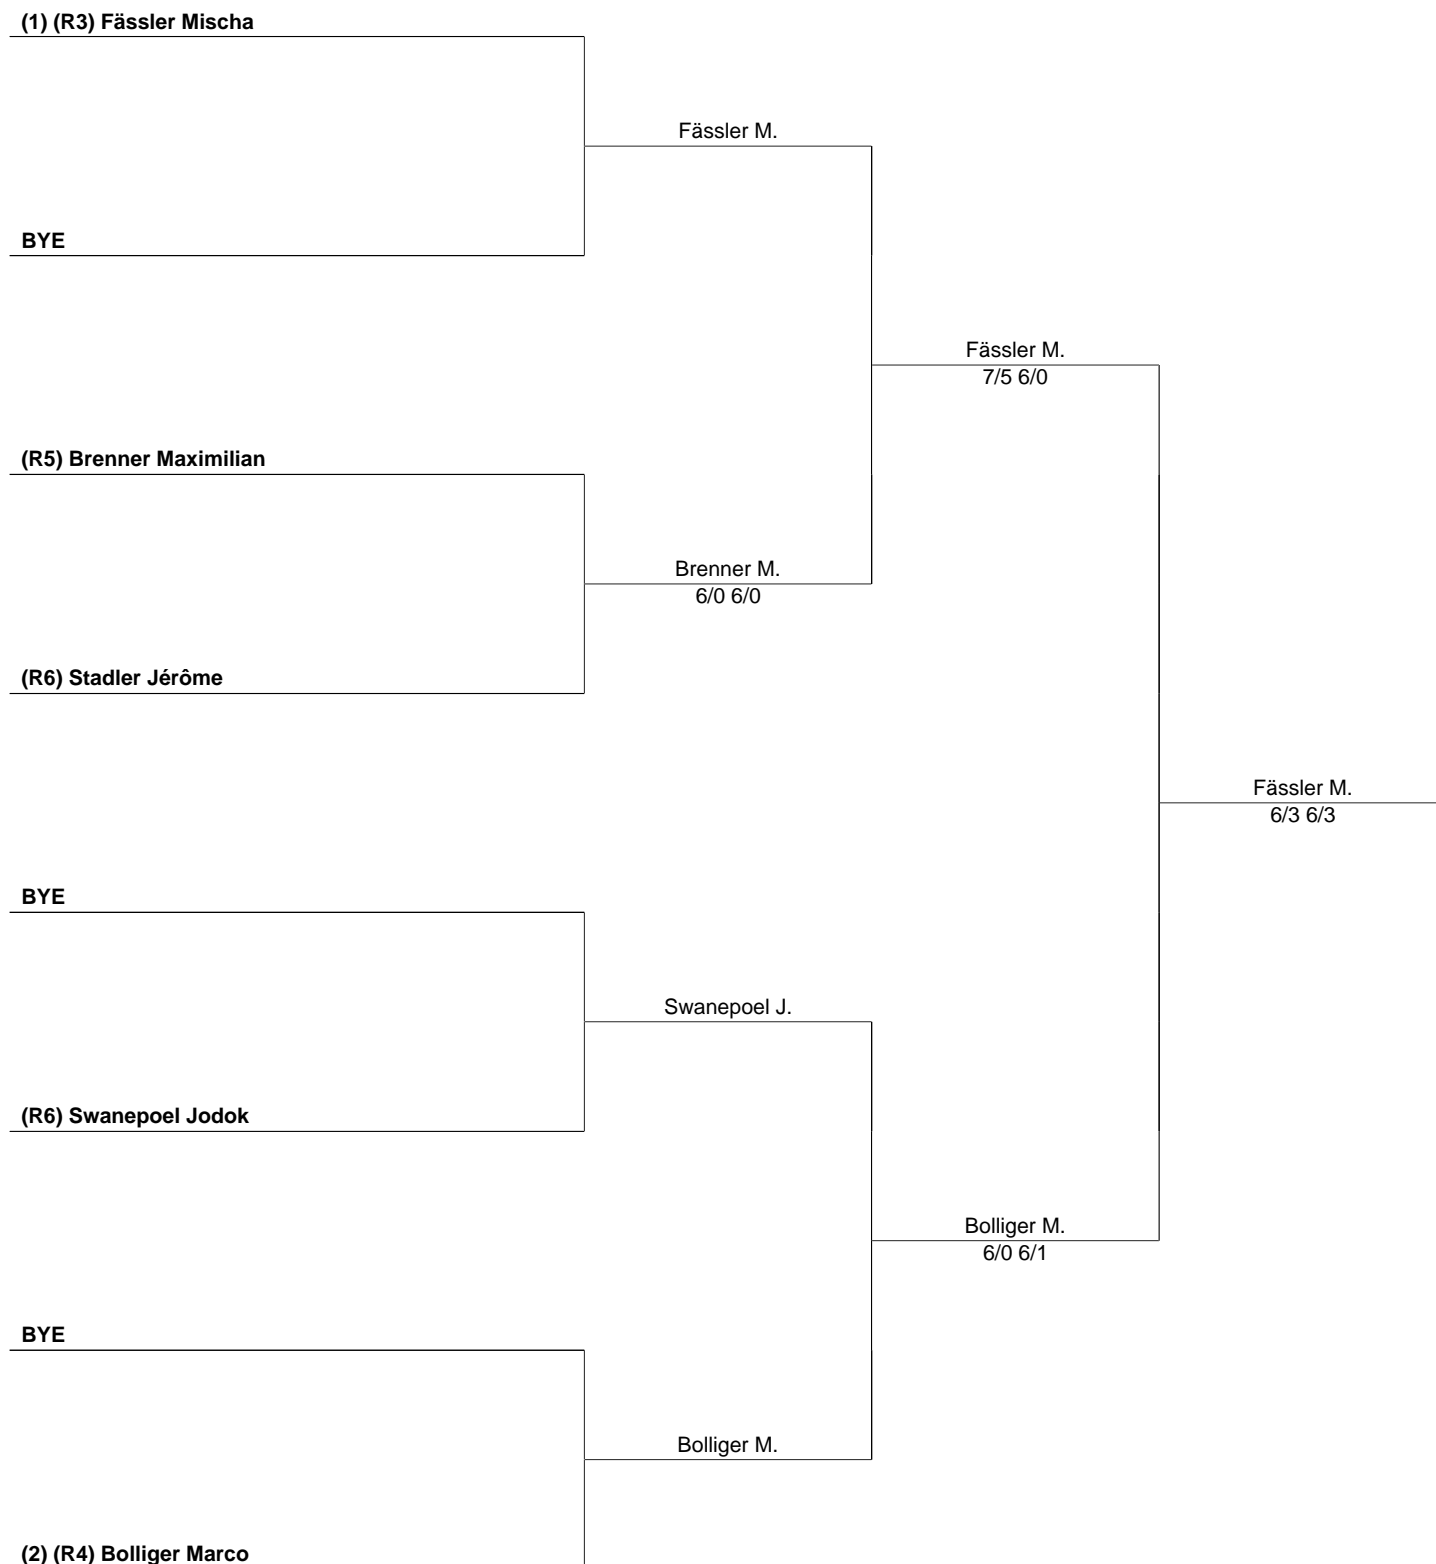 (1) (R3) Fässler Mischa
Fässler M.
BYE
Fässler M.
7/5 6/0
(R5) Brenner Maximilian
Brenner M.
6/0 6/0
(R6) Stadler Jérôme
Fässler M.
6/3 6/3
BYE
Swanepoel J.
(R6) Swanepoel Jodok
Bolliger M.
6/0 6/1
BYE
Bolliger M.
(2) (R4) Bolliger Marco